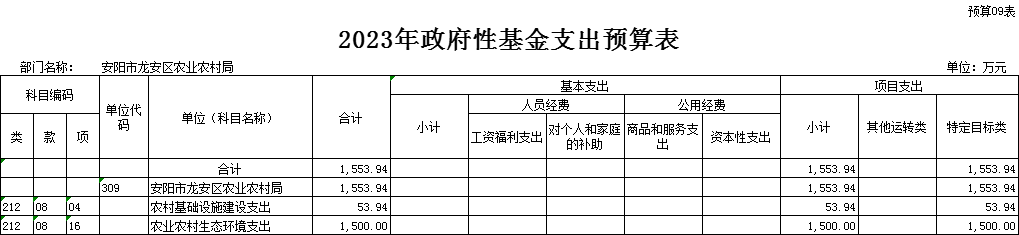 预算09表
2023年政府性基金支出预算表
部门名称： 安阳市龙安区农业农村局 单位：万元
科目编码 单位代码 单位（科目名称） 合计 基本支出 项目支出
小计 人员经费 公用经费 小计 其他运转类 特定目标类
类 款 项 工资福利支出 对个人和家庭的补助 商品和服务支出 资本性支出
合计 1,553.94 1,553.94 1,553.94
309 安阳市龙安区农业农村局 1,553.94 1,553.94 1,553.94
212 08 04 农村基础设施建设支出 53.94 53.94 53.94
212 08 16 农业农村生态环境支出 1,500.00 1,500.00 1,500.00